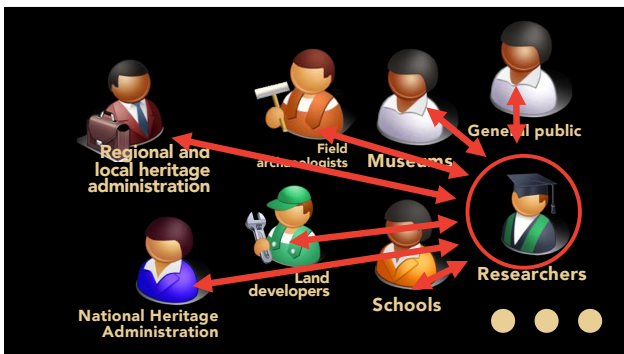 General public
Field
archaeologists
Museums
Regional and
local heritage
administration
Researchers
Land
developers
Schools
National Heritage
Administration